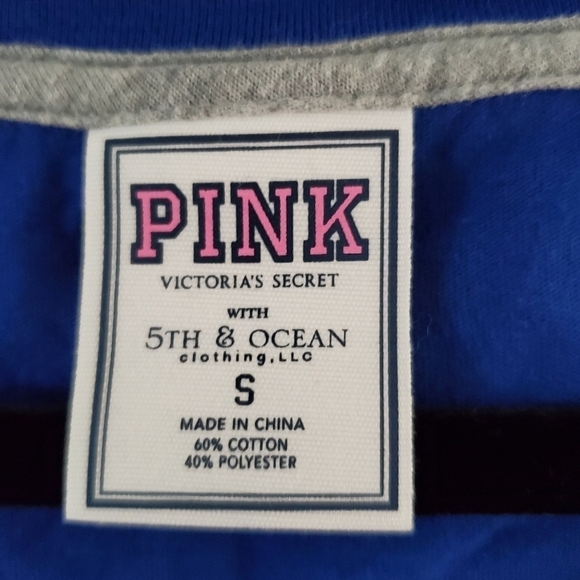 PINK
VICTORIA'S SECRET
WITH
5TH & OCEAN
clothing,LLC
S
MADE IN CHINA
60% COTTON
40% POLYESTER